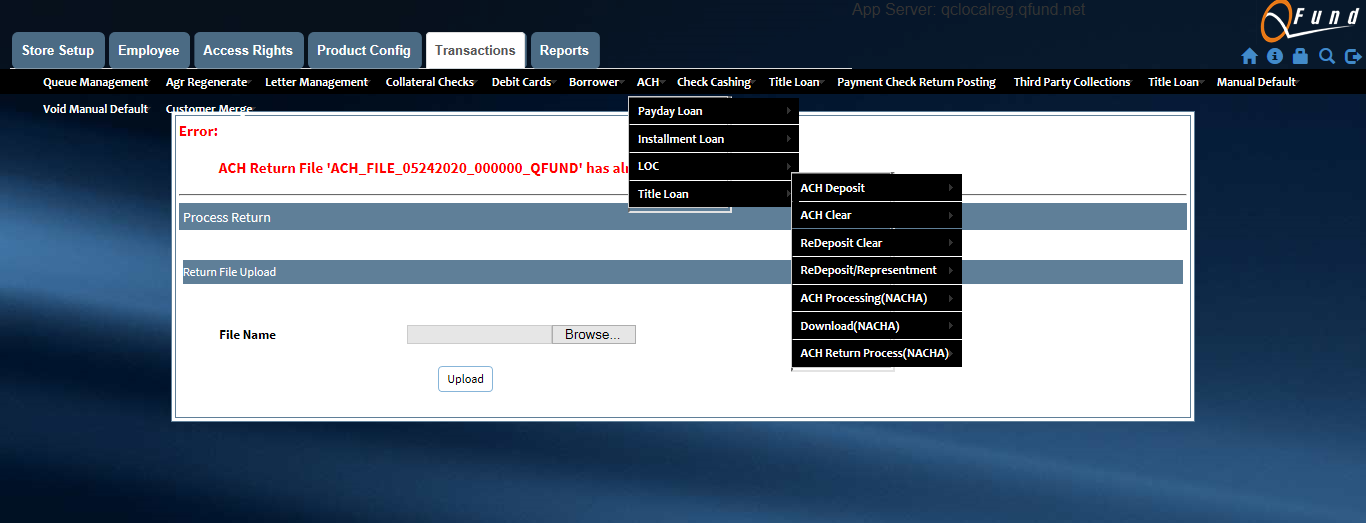 App Server: qclocalreg.qfund.net
QFund
Store Setup Employee Access Rights Product Config Transactions Reports
Queue Management Agr Regenerate Letter Management Collateral Checks Debit Cards Borrower ACH Check Cashing Title Loan Payment Check Return Posting Third Party Collections Title Loan Manual Default
Void Manual Default Customer Merge
Payday Loan
Installment Loan
LOC
Title Loan
ACH Deposit
ACH Clear
ReDeposit Clear
ReDeposit/Representment
ACH Processing(NACHA)
Download(NACHA)
ACH Return Process(NACHA)
Error:
ACH Return File 'ACH_FILE_05242020_000000_QFUND' has
Process Return
Return File Upload
File Name Browse...
Upload